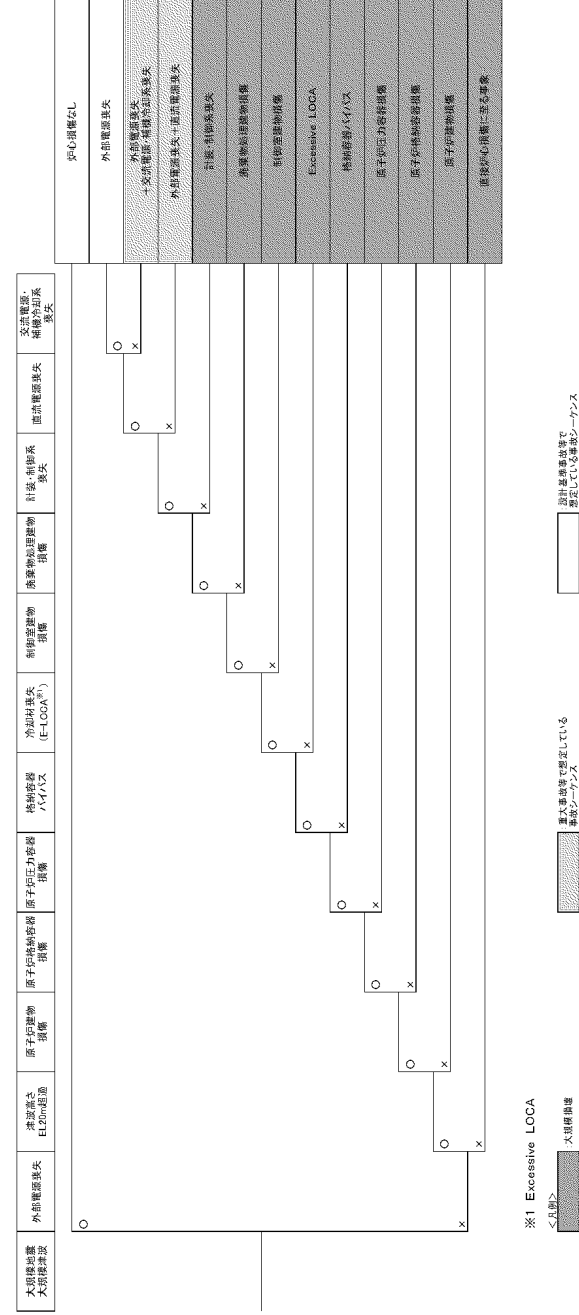 大規模地震
大規模津波
外部電源喪失
津波高さ
EL20m超過
原子炉建物
損傷
原子炉格納容器
損傷
原子炉圧力容器
損傷
格納容器
バイパス
冷却材喪失
(E-LOCA※1)
制御室建物
損傷
廃棄物処理建物
損傷
計装・制御系
喪失
直流電源喪失
交流電源・
補機冷却系
喪失
○
×
○
×
○
×
○
×
○
×
○
×
○
×
○
×
○
×
○
×
○
×
○
×
炉心損傷なし
外部電源喪失
外部電源喪失
+交流電源・補機冷却系喪失
外部電源喪失+直流電源喪失
計装・制御系喪失
廃棄物処理建物損傷
制御室建物損傷
Excessive LOCA
格納容器バイパス
原子炉圧力容器損傷
原子炉格納容器損傷
原子炉建物損傷
直接炉心損傷に至る事象
※1 Excessive LOCA
<凡例>
:大規模損壊
:重大事故等で想定している
事故シーケンス
:設計基準事故等で
想定している事故シーケンス